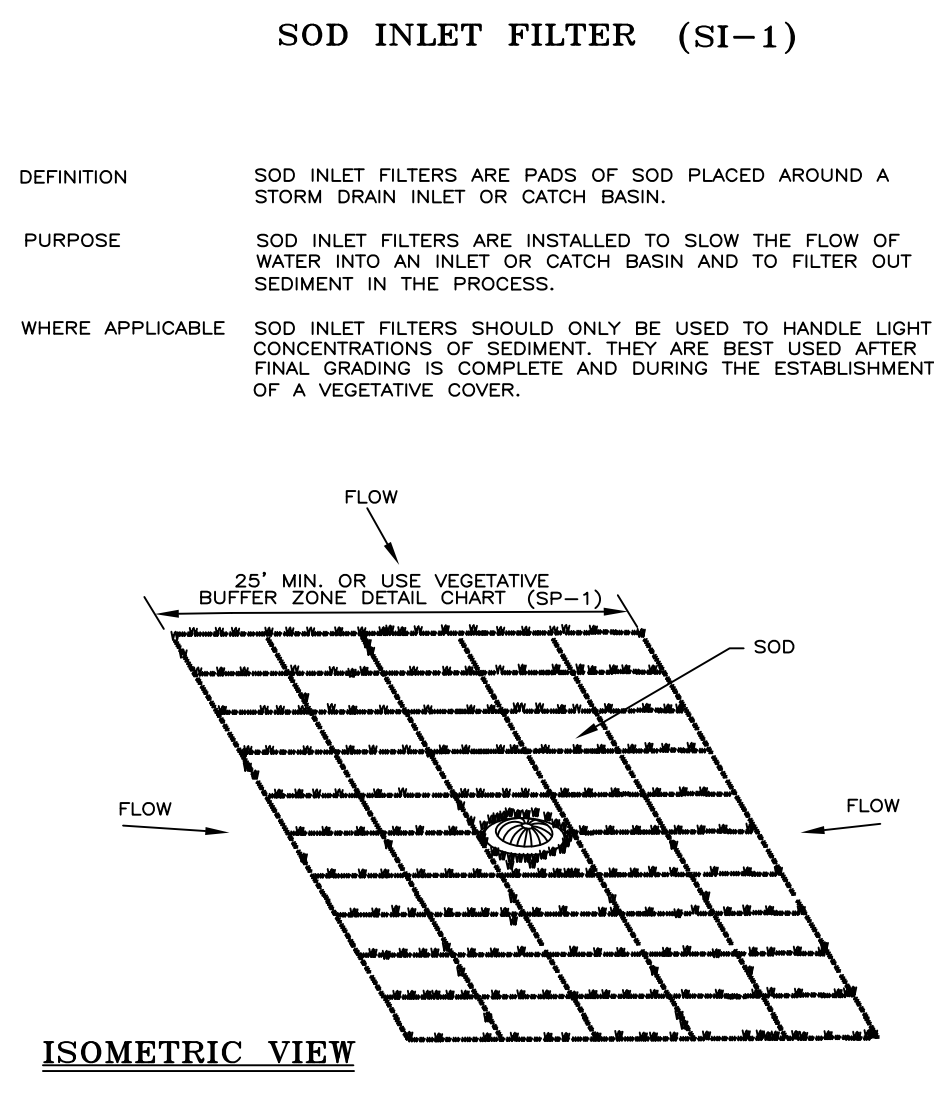 SOD INLET FILTER (SI-1)
DEFINITION SOD INLET FILTERS ARE PADS OF SOD PLACED AROUND A
STORM DRAIN INLET OR CATCH BASIN.
PURPOSE SOD INLET FILTERS ARE INSTALLED TO SLOW THE FLOW OF
WATER INTO AN INLET OR CATCH BASIN AND TO FILTER OUT
SEDIMENT IN THE PROCESS.
WHERE APPLICABLE SOD INLET FILTERS SHOULD ONLY BE USED TO HANDLE LIGHT
CONCENTRATIONS OF SEDIMENT. THEY ARE BEST USED AFTER
FINAL GRADING IS COMPLETE AND DURING THE ESTABLISHMENT
OF A VEGETATIVE COVER.
FLOW
25' MIN. OR USE VEGETATIVE
BUFFER ZONE DETAIL CHART (SP-1)
SOD
FLOW
FLOW
ISOMETRIC VIEW